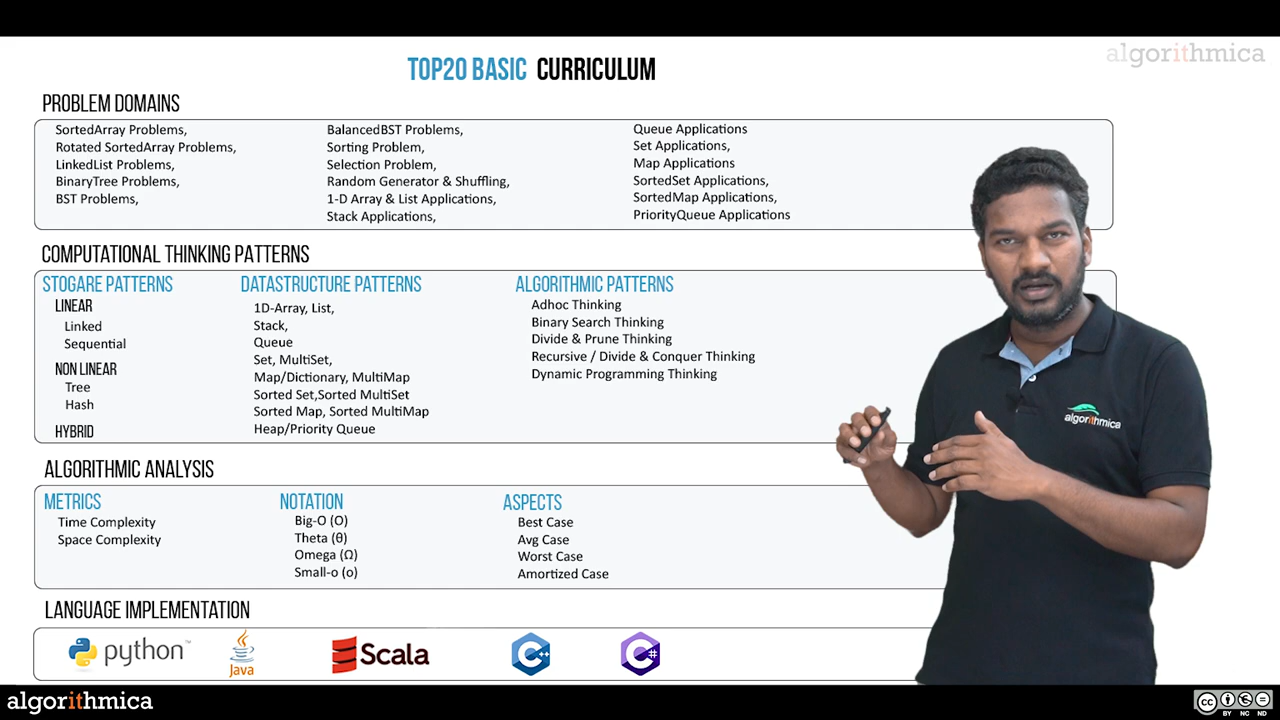 algorithmica
TOP20 BASIC CURRICULUM
PROBLEM DOMAINS
SortedArray Problems,
Rotated SortedArray Problems,
LinkedList Problems,
BinaryTree Problems,
BST Problems,
BalancedBST Problems,
Sorting Problem,
Selection Problem,
Random Generator & Shuffling,
1-D Array & List Applications,
Stack Applications,
Queue Applications
Set Applications,
Map Applications
SortedSet Applications,
SortedMap Applications,
PriorityQueue Applications
COMPUTATIONAL THINKING PATTERNS
STOGARE PATTERNS
LINEAR
Linked
Sequential
NON LINEAR
Tree
Hash
HYBRID
DATASTRUCTURE PATTERNS
1D-Array, List,
Stack,
Queue
Set, MultiSet,
Map/Dictionary, MultiMap
Sorted Set,Sorted MultiSet
Sorted Map, Sorted MultiMap
Heap/Priority Queue
ALGORITHMIC PATTERNS
Adhoc Thinking
Binary Search Thinking
Divide & Prune Thinking
Recursive / Divide & Conquer Thinking
Dynamic Programming Thinking
algorithmica
ALGORITHMIC ANALYSIS
METRICS
Time Complexity
Space Complexity
NOTATION
Big-O (O)
Theta (θ)
Omega (Ω)
Small-o (o)
ASPECTS
Best Case
Avg Case
Worst Case
Amortized Case
LANGUAGE IMPLEMENTATION
python™
Java
Scala
C++
C#
algorithmica
cc
BY NC ND